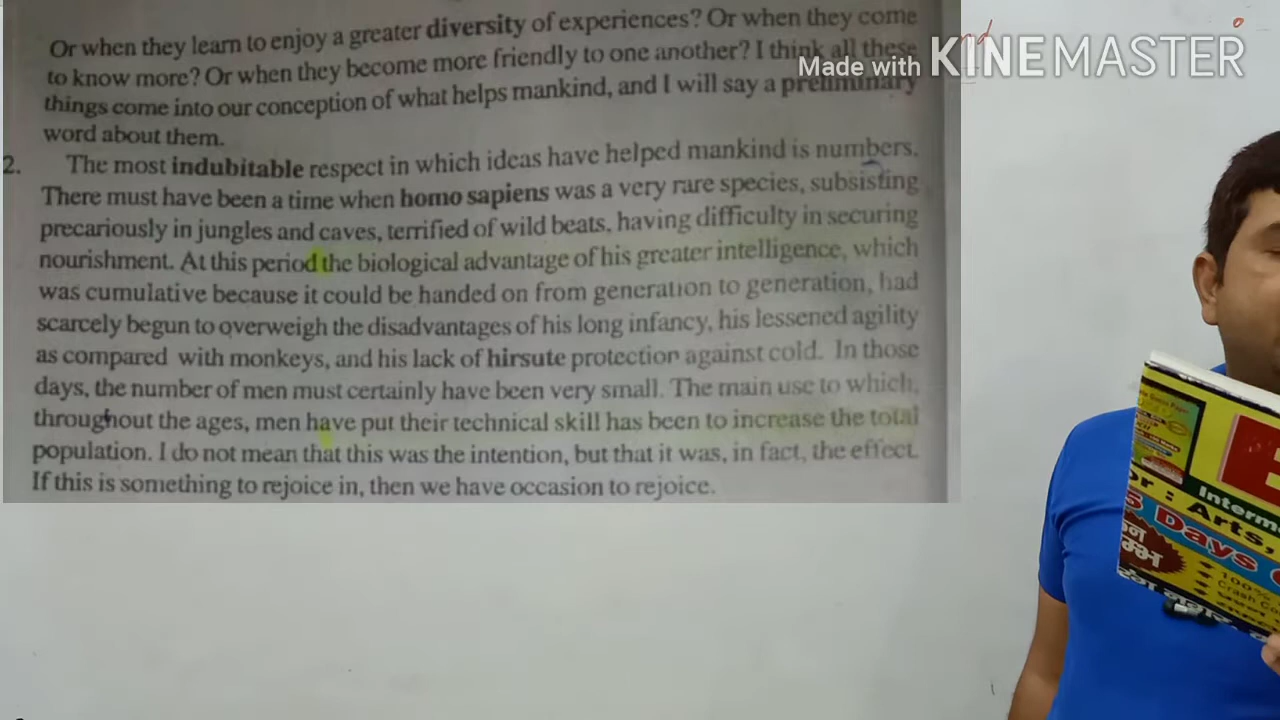 Or when they learn to enjoy a greater diversity of experiences? Or when they come
to know more? Or when they become more friendly to one another? I think all these
things come into our conception of what helps mankind, and I will say a preliminary
word about them.
2. The most indubitable respect in which ideas have helped mankind is numbers.
There must have been a time when homo sapiens was a very rare species, subsisting
precariously in jungles and caves, terrified of wild beats, having difficulty in securing
nourishment. At this period the biological advantage of his greater intelligence, which
was cumulative because it could be handed on from generation to generation, had
scarcely begun to overweigh the disadvantages of his long infancy, his lessened agility
as compared with monkeys, and his lack of hirsute protection against cold. In those
days, the number of men must certainly have been very small. The main use to which,
throughout the ages, men have put their technical skill has been to increase the total
population. I do not mean that this was the intention, but that it was, in fact, the effect.
If this is something to rejoice in, then we have occasion to rejoice.
Made with KINEMASTER
Interm
or : Arts,
Days
100%
Crash Co